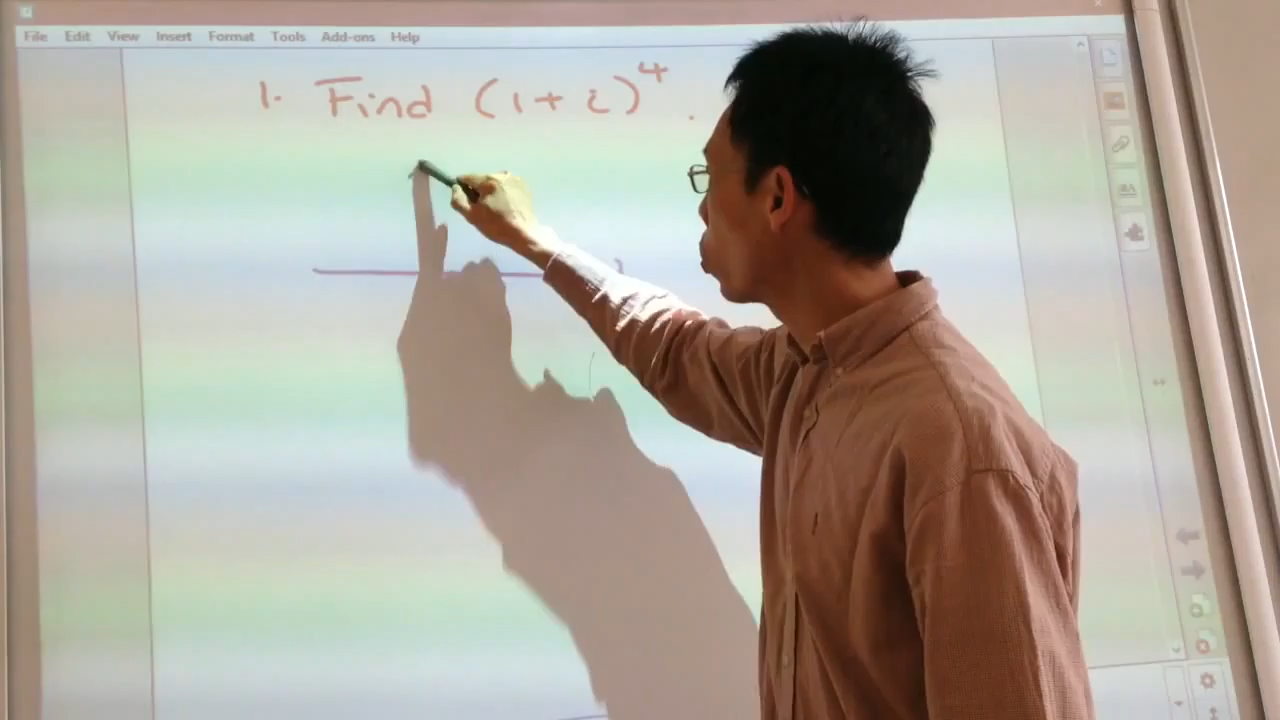 File Edit View Insert Format Tools Add-ons Help
1. Find (1+i)⁴.